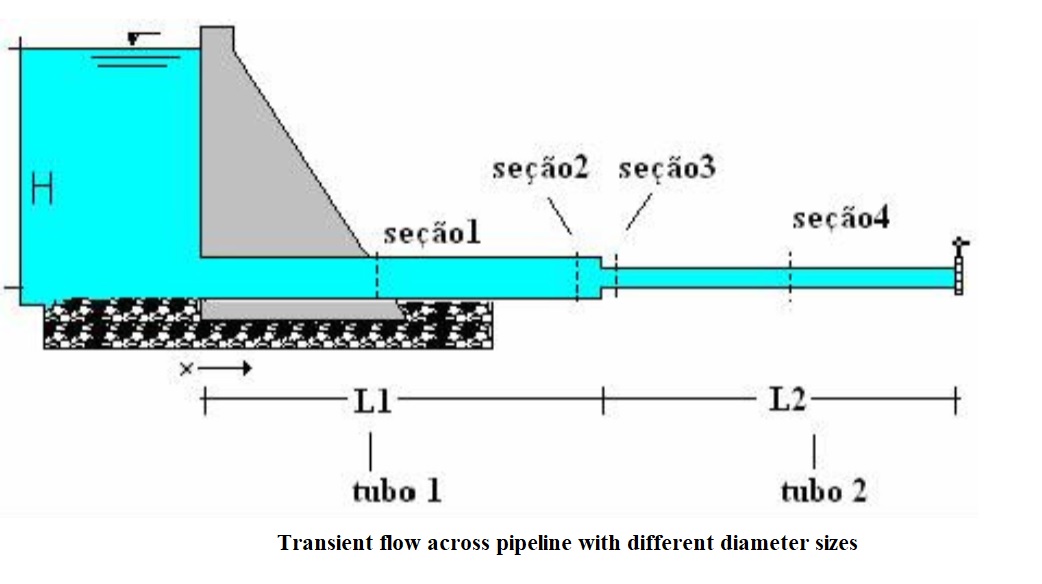 H
seção1
seção2
seção3
seção4
x
L1
L2
tubo 1
tubo 2
Transient flow across pipeline with different diameter sizes